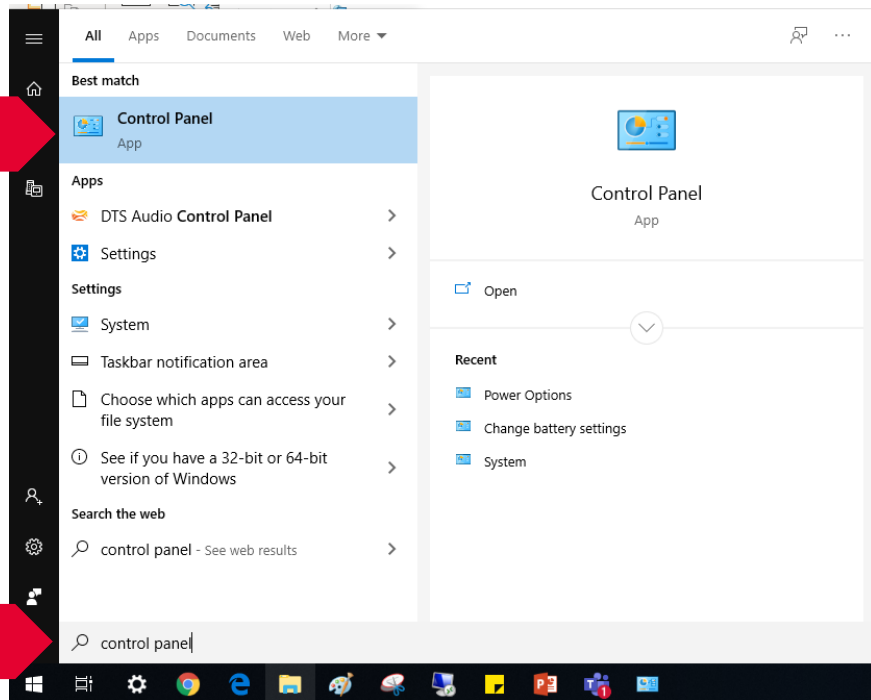 All Apps Documents Web More
Best match
Control Panel
App
Apps
DTS Audio Control Panel
Settings
Settings
System
Taskbar notification area
Choose which apps can access your
file system
See if you have a 32-bit or 64-bit
version of Windows
Search the web
control panel - See web results
control panel
Control Panel
App
Open
Recent
Power Options
Change battery settings
System
1